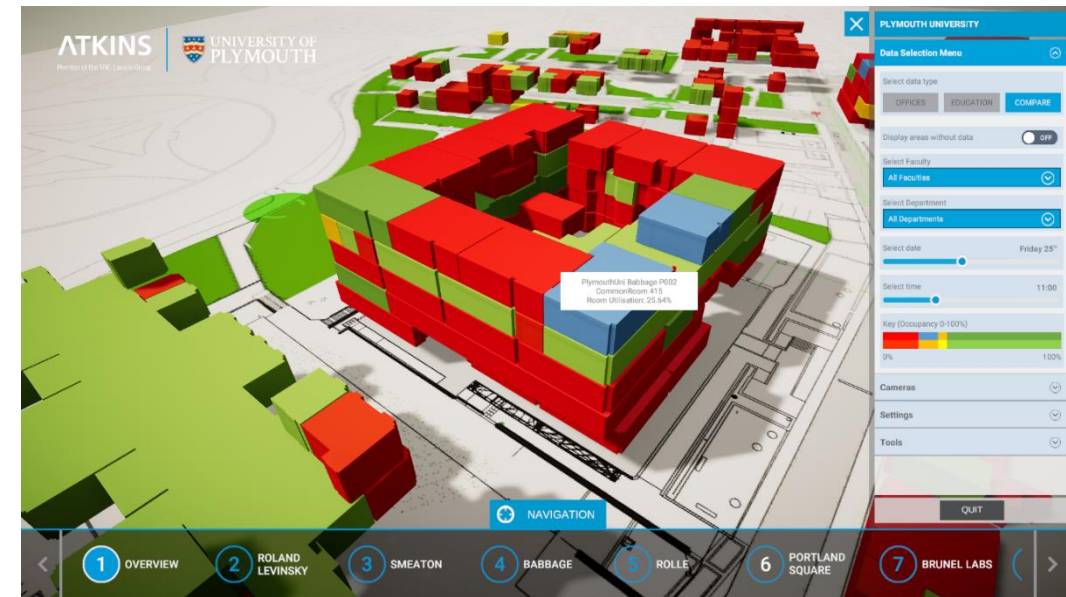 ATKINS
Member of the SNC-Lavalin Group
UNIVERSITY OF
PLYMOUTH
PlymouthUni Babbage P602
CommonRoom 415
Room Utilisation: 25.64%
PLYMOUTH UNIVERSITY
Data Selection Menu
Select data type
OFFICES
EDUCATION
COMPARE
Display areas without data
OFF
Select Faculty
All Faculties
Select Department
All Departments
Select date
Friday 25th
Select time
11:00
Key (Occupancy 0-100%)
0%
100%
Cameras
Settings
Tools
QUIT
NAVIGATION
1
OVERVIEW
2
ROLAND
LEVINSKY
3
SMEATON
4
BABBAGE
5
ROLLE
6
PORTLAND
SQUARE
7
BRUNEL LABS